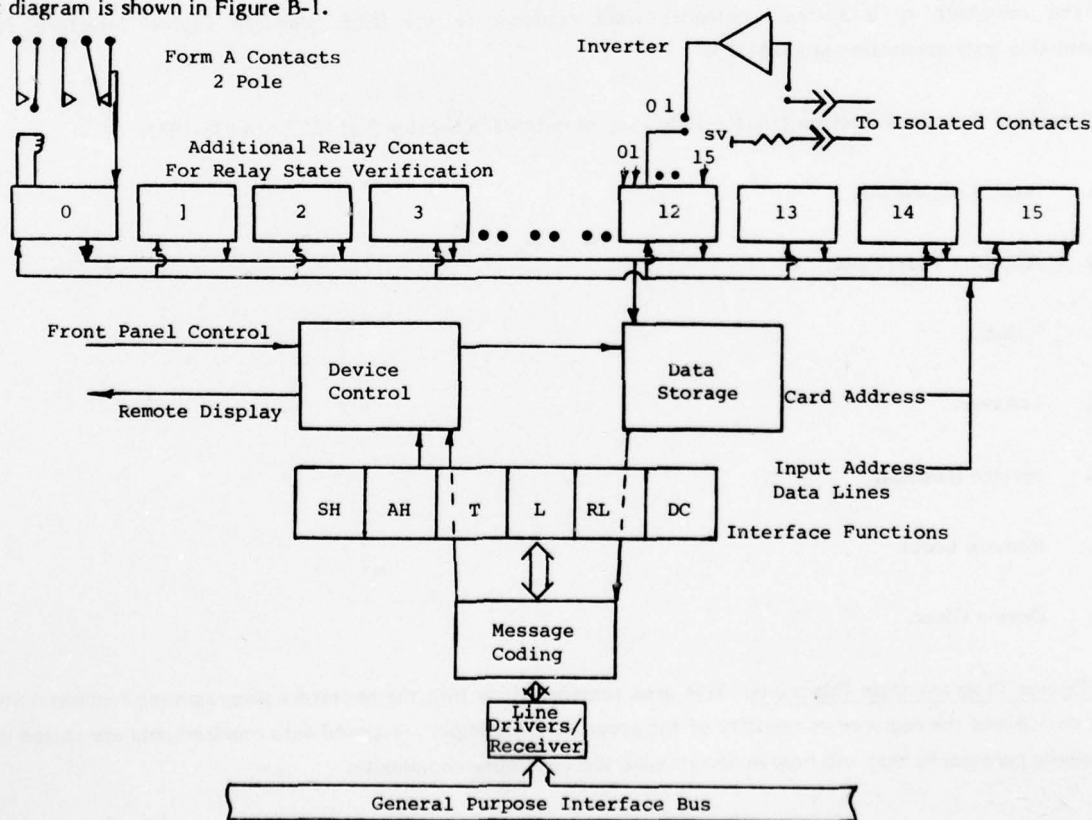 diagram is shown in Figure B-1.
Form A Contacts
2 Pole
Inverter
0 1
To Isolated Contacts
sv
Additional Relay Contact
For Relay State Verification
01
15
0
1
2
3
12
13
14
15
Front Panel Control
Device
Control
Data
Storage
Remote Display
Card Address
Input Address
Data Lines
SH
AH
T
L
RL
DC
Interface Functions
Message
Coding
Line
Drivers/
Receiver
General Purpose Interface Bus